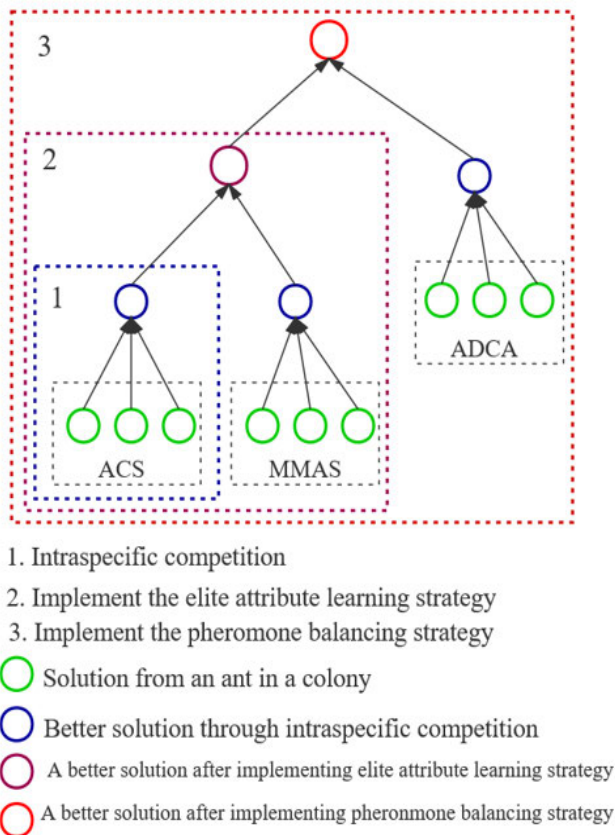 3
2
1
ADCA
ACS
MMAS
1. Intraspecific competition
2. Implement the elite attribute learning strategy
3. Implement the pheromone balancing strategy
Solution from an ant in a colony
Better solution through intraspecific competition
A better solution after implementing elite attribute learning strategy
A better solution after implementing pheronmone balancing strategy